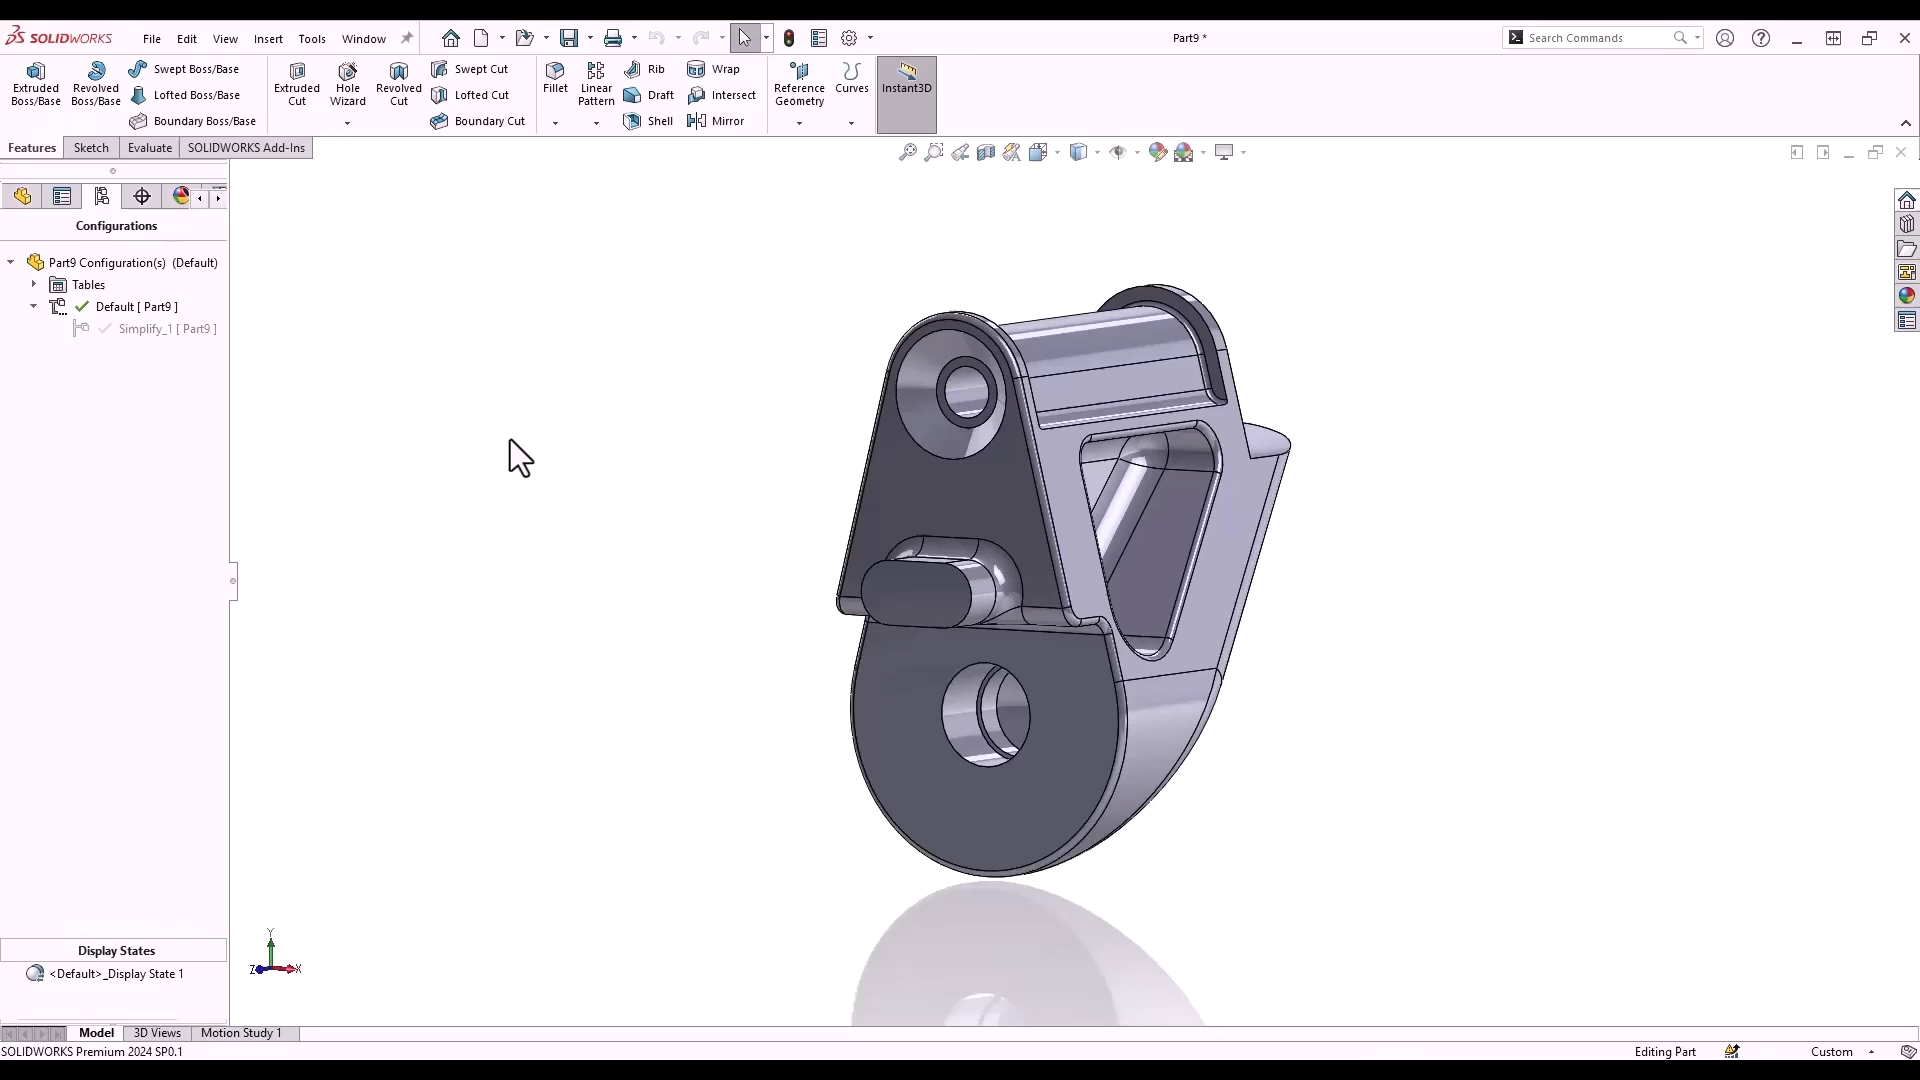 SOLIDWORKS File Edit View Insert Tools Window Part9 * Search Commands
Extruded Boss/Base
Revolved Boss/Base
Swept Boss/Base
Lofted Boss/Base
Boundary Boss/Base
Extruded Cut
Hole Wizard
Revolved Cut
Swept Cut
Lofted Cut
Boundary Cut
Fillet
Linear Pattern
Rib
Draft
Shell
Wrap
Intersect
Mirror
Reference Geometry
Curves
Instant3D
Features Sketch Evaluate SOLIDWORKS Add-Ins
Configurations
Part9 Configuration(s) (Default)
Tables
Default [ Part9 ]
Simplify_1 [ Part9 ]
Y
Z X
Display States
<Default>_Display State 1
Model 3D Views Motion Study 1
SOLIDWORKS Premium 2024 SP0.1 Editing Part Custom